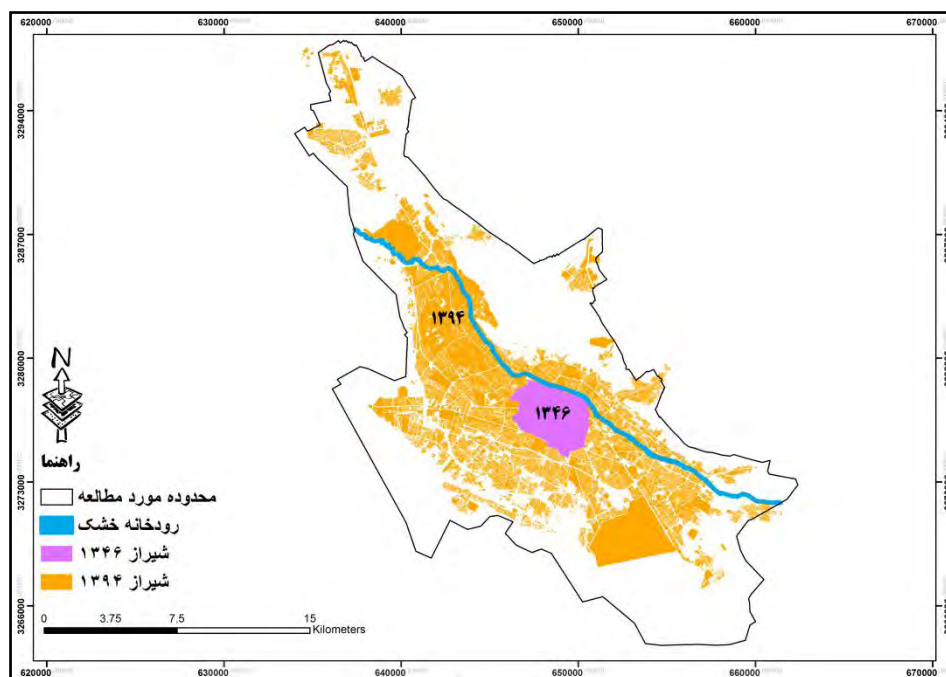 620000 630000 640000 650000 660000 670000
3294000
3287000
3280000
3273000
3266000
۱۳۹۴
۱۳۴۶
N
راهنما
محدوده مورد مطالعه
رودخانه خشک
شیراز ۱۳۴۶
شیراز ۱۳۹۴
0 3.75 7.5 15
Kilometers
620000 630000 640000 650000 660000 670000